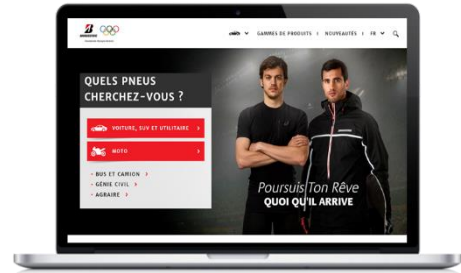 BRIDGESTONE
GAMMES DE PRODUITS | NOUVEAUTÉS | FR
QUELS PNEUS
CHERCHEZ-VOUS ?
VOITURE, SUV ET UTILITAIRE >
MOTO >
• BUS ET CAMION >
• GÉNIE CIVIL >
• AGRAIRE >
Poursuis Ton Rêve
QUOI QU'IL ARRIVE